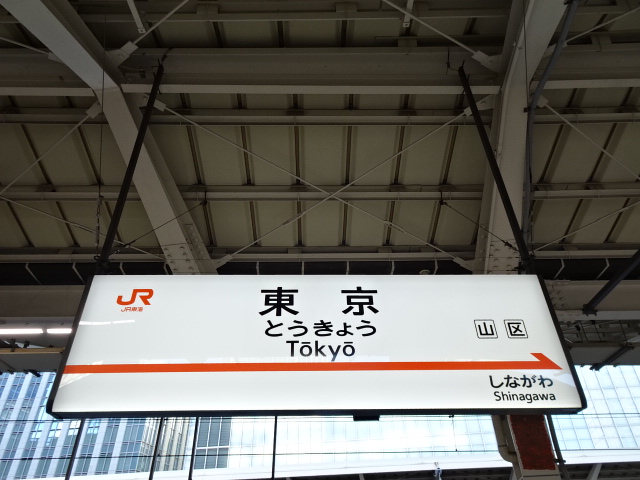 JR
JR東海
東京
とうきょう
Tōkyō
山区
しながわ
Shinagawa